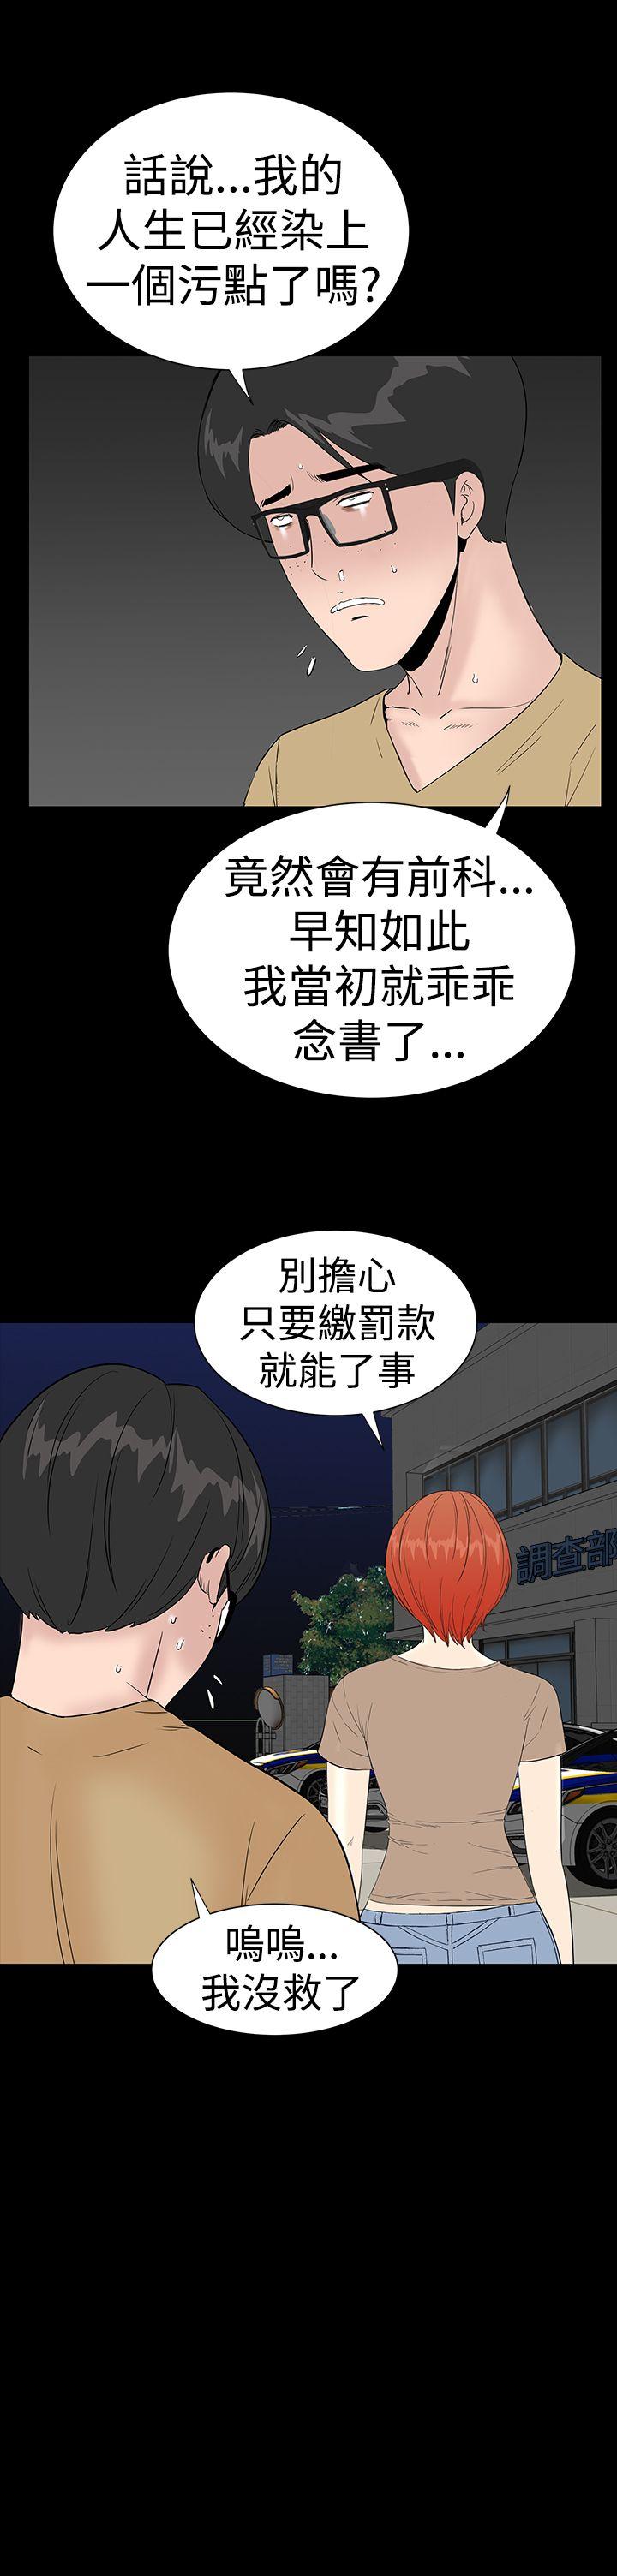 話說...我的
人生已經染上
一個污點了嗎?
竟然會有前科...
早知如此
我當初就乖乖
念書了...
別擔心
只要繳罰款
就能了事
調查部
嗚嗚...
我沒救了